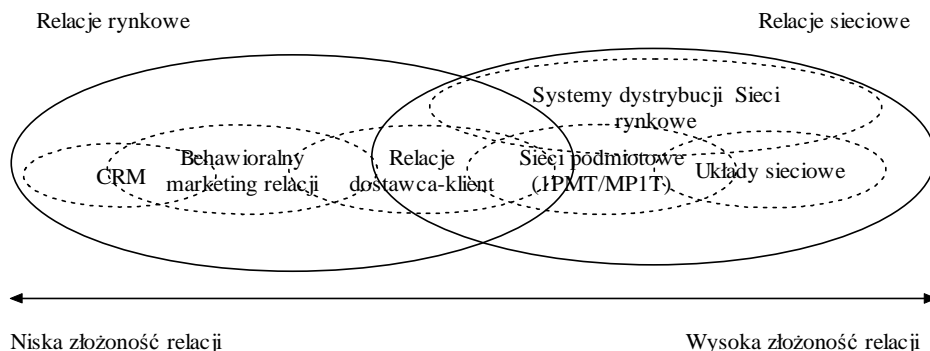 Relacje rynkowe
Relacje sieciowe
Systemy dystrybucji Sieci
rynkowe
CRM
Behawioralny
marketing relacji
Relacje
dostawca-klient
Sieci podmiotowe
(1PMT/MP1T)
Układy sieciowe
Niska złożoność relacji
Wysoka złożoność relacji